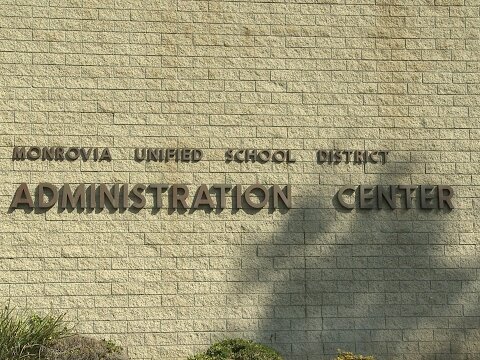 MONROVIA UNIFIED SCHOOL DISTRICT
ADMINISTRATION CENTER